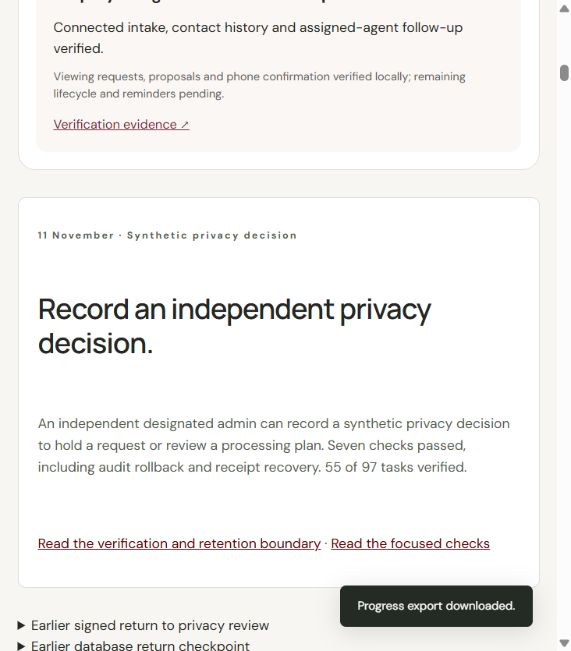 Connected intake, contact history and assigned-agent follow-up
verified.
Viewing requests, proposals and phone confirmation verified locally; remaining
lifecycle and reminders pending.
Verification evidence ↗
11 November · Synthetic privacy decision
Record an independent privacy
decision.
An independent designated admin can record a synthetic privacy decision
to hold a request or review a processing plan. Seven checks passed,
including audit rollback and receipt recovery. 55 of 97 tasks verified.
Read the verification and retention boundary · Read the focused checks
Progress export downloaded.
▶ Earlier signed return to privacy review
▶ Earlier database return checkpoint